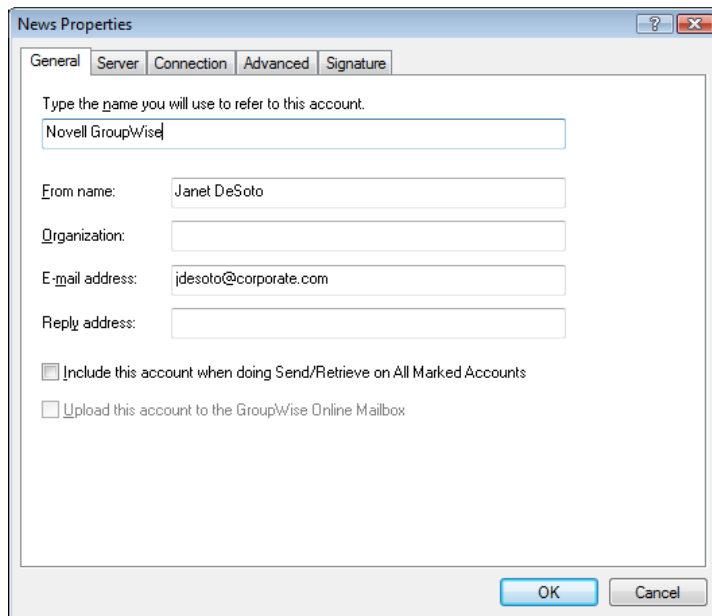 News Properties
General Server Connection Advanced Signature
Type the name you will use to refer to this account.
Novell GroupWise
From name: Janet DeSoto
Organization:
E-mail address: jdesoto@corporate.com
Reply address:
Include this account when doing Send/Retrieve on All Marked Accounts
Upload this account to the GroupWise Online Mailbox
OK Cancel